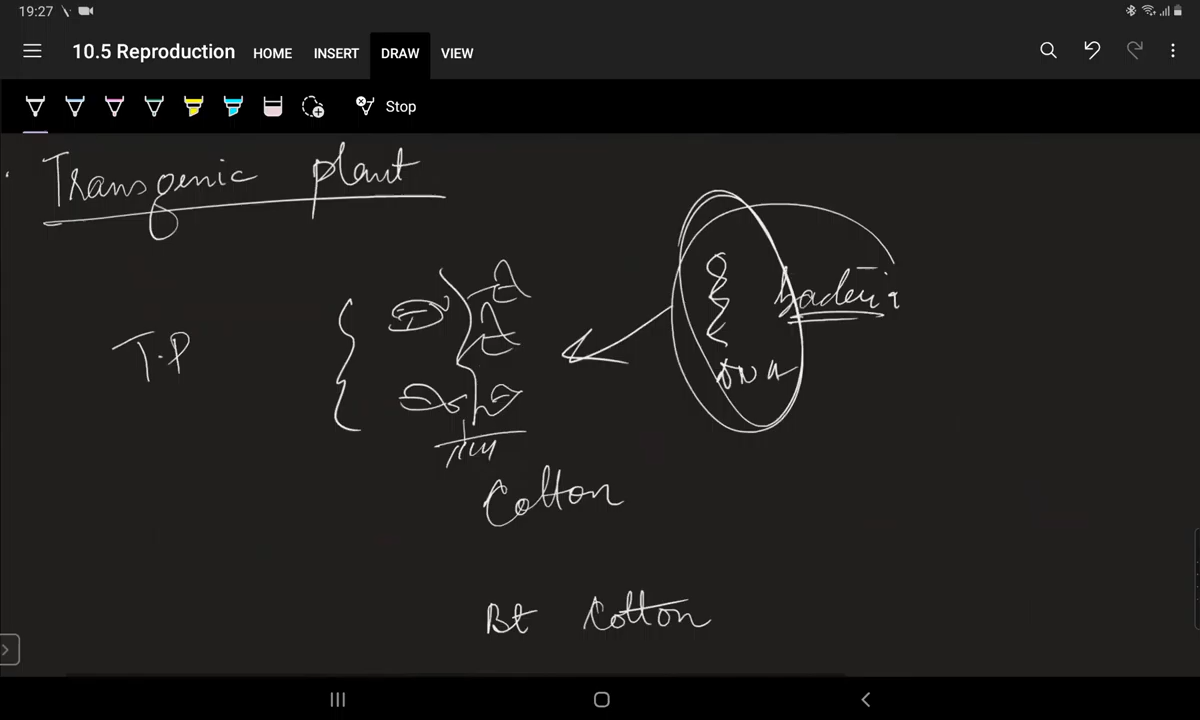 19:27
10.5 Reproduction HOME INSERT DRAW VIEW
Stop
Transgenic plant
bacteria
T.P
DNA
Cotton
Bt Cotton